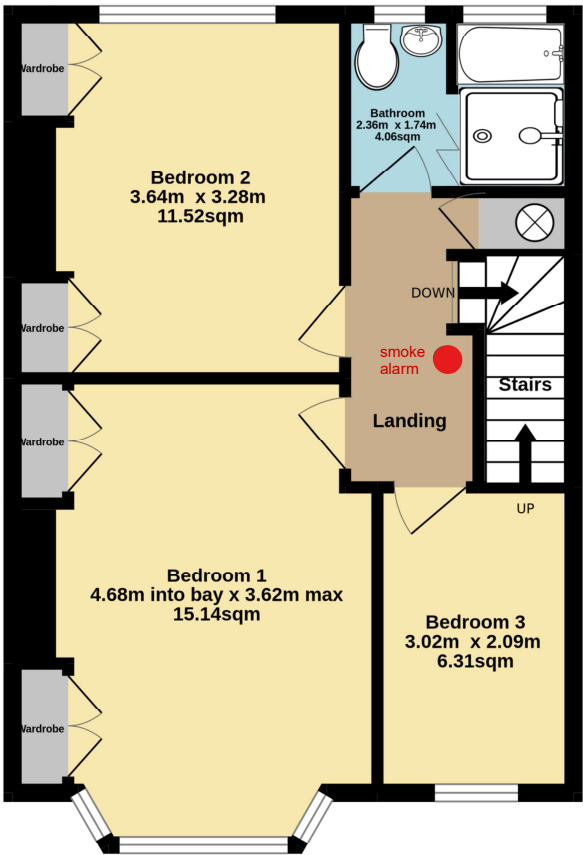 Wardrobe
Bedroom 2
3.64m x 3.28m
11.52sqm
Bathroom
2.36m x 1.74m
4.06sqm
Wardrobe
DOWN
smoke
alarm
Stairs
Landing
Wardrobe
UP
Bedroom 1
4.68m into bay x 3.62m max
15.14sqm
Bedroom 3
3.02m x 2.09m
6.31sqm
Wardrobe